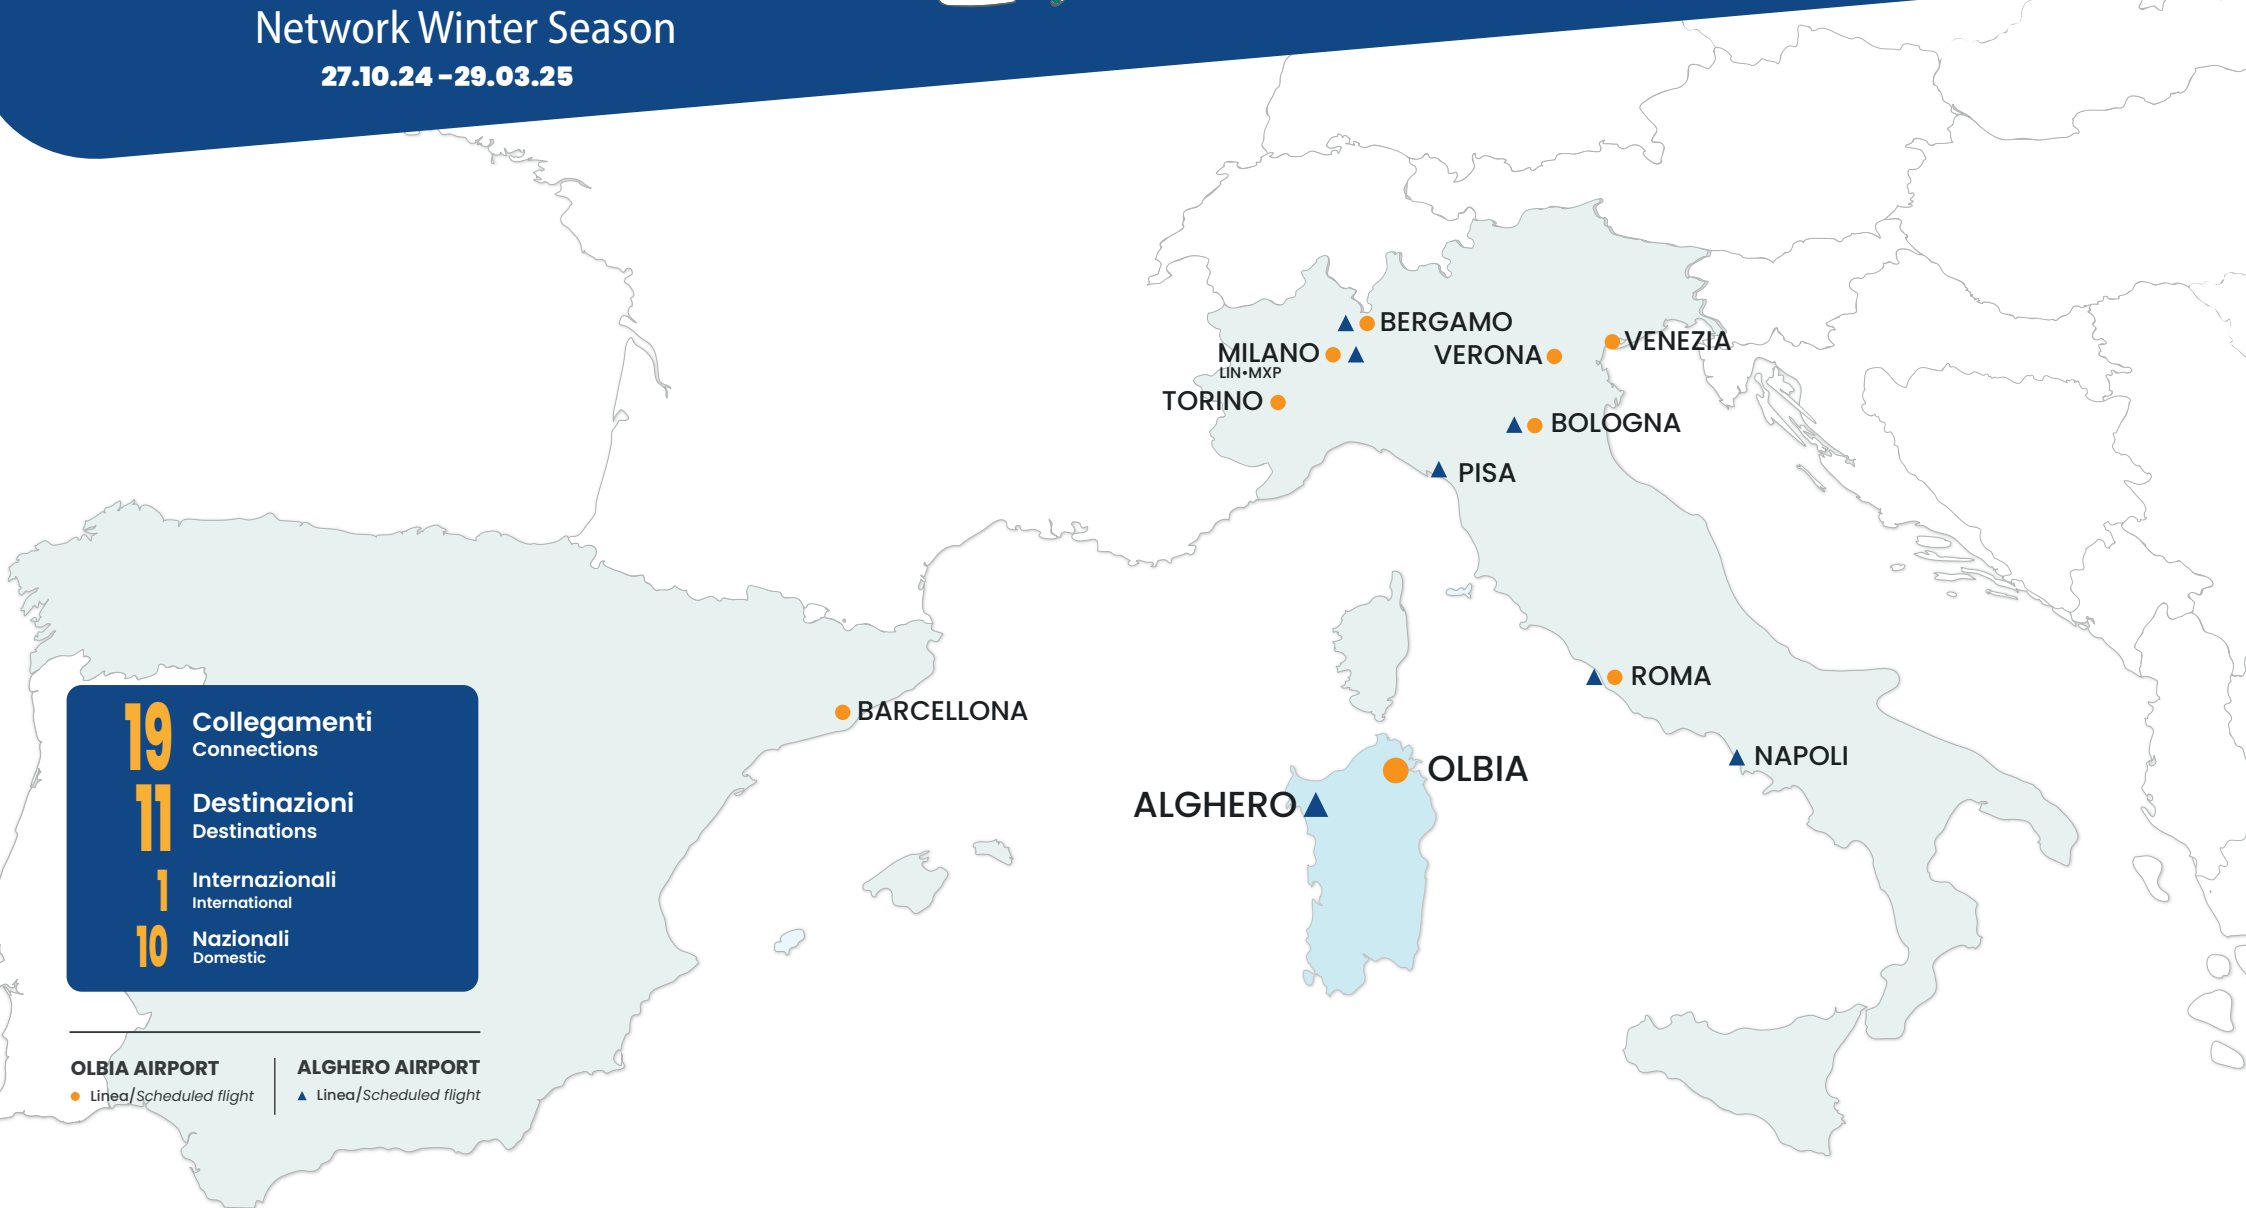 Network Winter Season
27.10.24 – 29.03.25
BERGAMO
MILANO
LIN•MXP
VERONA
VENEZIA
TORINO
BOLOGNA
PISA
ROMA
BARCELLONA
NAPOLI
OLBIA
ALGHERO
19 Collegamenti
Connections
11 Destinazioni
Destinations
1 Internazionali
International
10 Nazionali
Domestic
OLBIA AIRPORT
Linea/Scheduled flight
ALGHERO AIRPORT
Linea/Scheduled flight